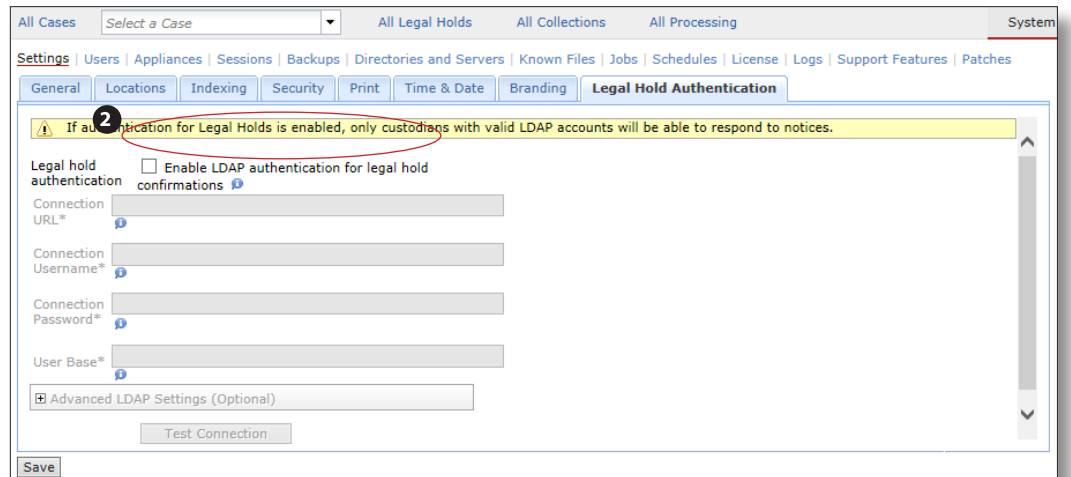 All Cases Select a Case All Legal Holds All Collections All Processing System
Settings | Users | Appliances | Sessions | Backups | Directories and Servers | Known Files | Jobs | Schedules | License | Logs | Support Features | Patches
General Locations Indexing Security Print Time & Date Branding Legal Hold Authentication
2
If authentication for Legal Holds is enabled, only custodians with valid LDAP accounts will be able to respond to notices.
Legal hold authentication
Enable LDAP authentication for legal hold confirmations
Connection URL*
Connection Username*
Connection Password*
User Base*
Advanced LDAP Settings (Optional)
Test Connection
Save